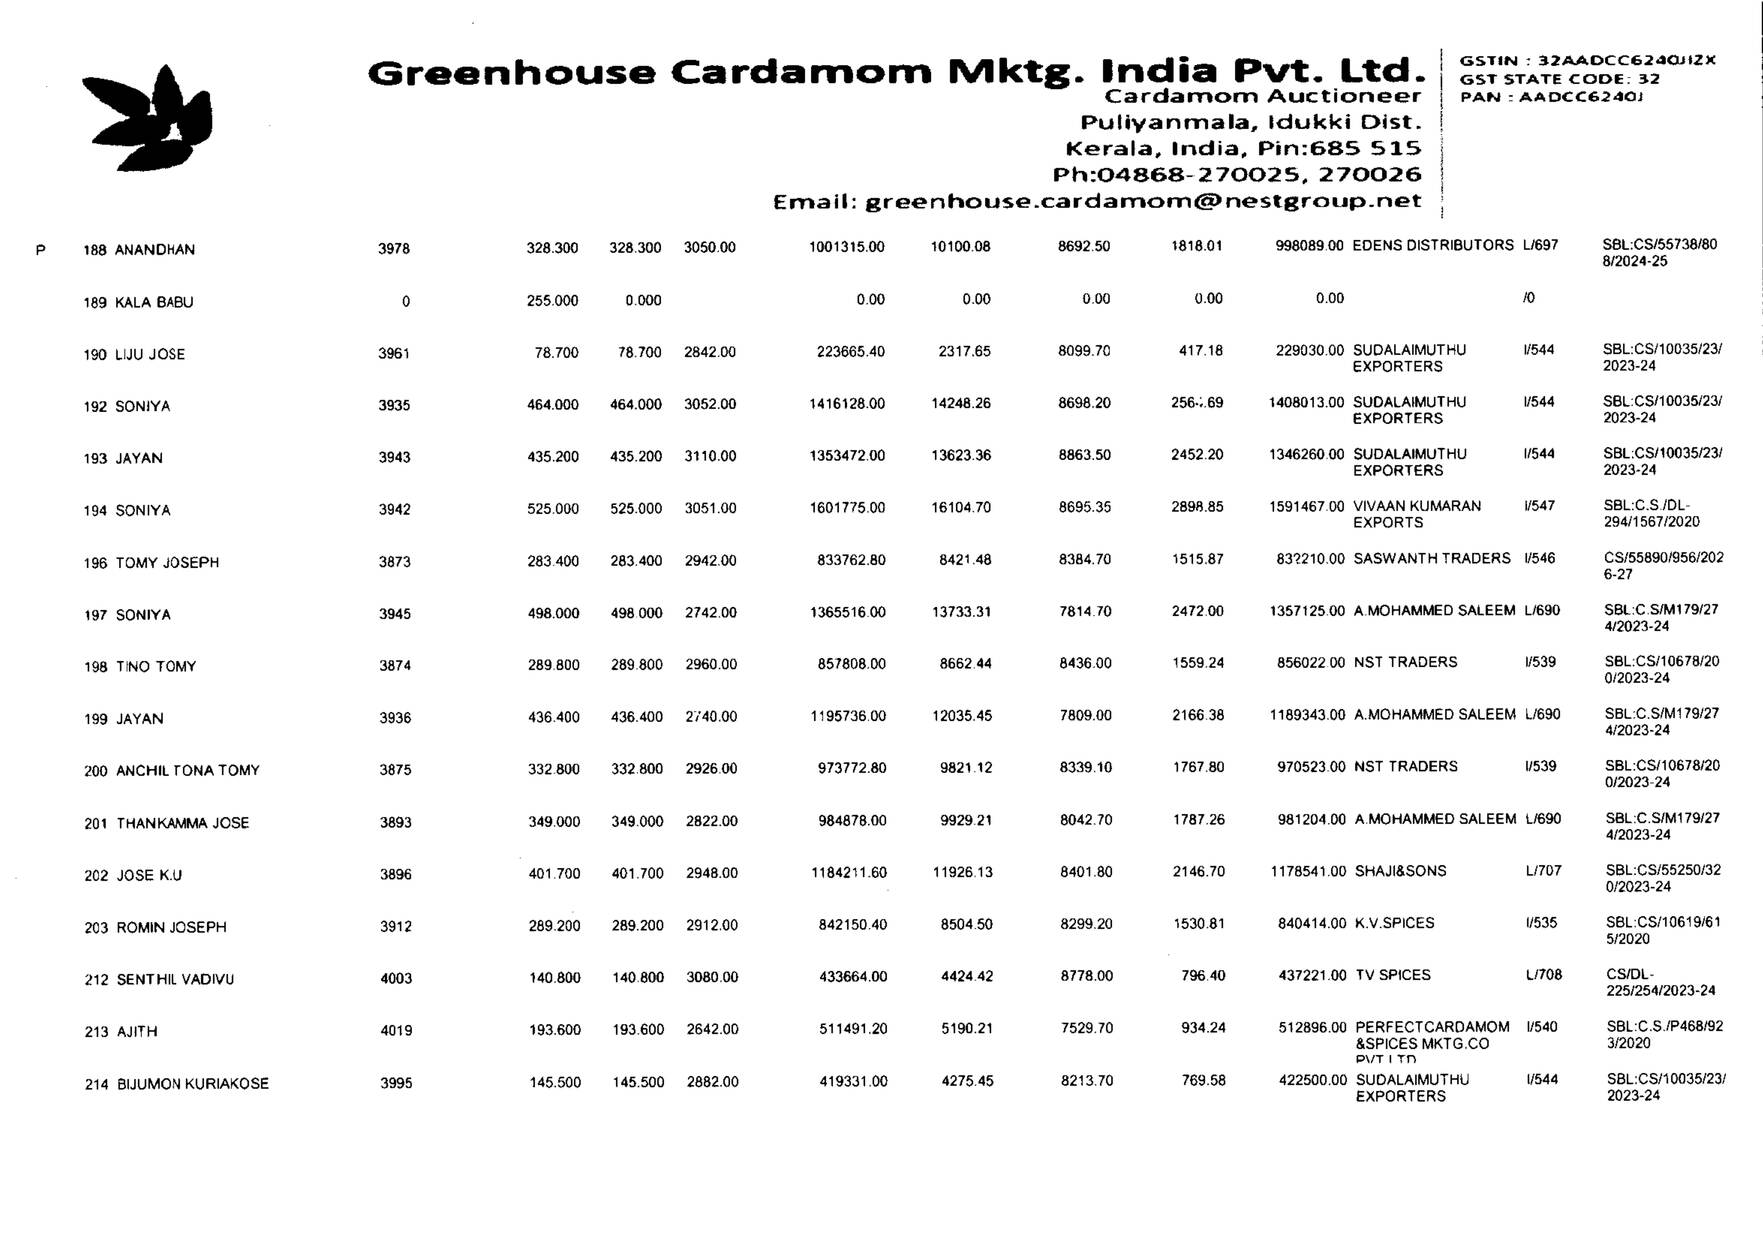 Greenhouse Cardamom Mktg. India Pvt. Ltd.
Cardamom Auctioneer
Puliyanmala, Idukki Dist.
Kerala, India, Pin:685 515
Ph:04868-270025, 270026
Email: greenhouse.cardamom@nestgroup.net
GSTIN : 32AADCC6240J1ZX
GST STATE CODE: 32
PAN : AADCC6240J
P 188 ANANDHAN 3978 328.300 328.300 3050.00 1001315.00 10100.08 8692.50 1818.01 998089.00 EDENS DISTRIBUTORS L/697 SBL:CS/55738/80
8/2024-25
189 KALA BABU 0 255.000 0.000 0.00 0.00 0.00 0.00 0.00 /0
190 LIJU JOSE 3961 78.700 78.700 2842.00 223665.40 2317.65 8099.70 417.18 229030.00 SUDALAIMUTHU I/544 SBL:CS/10035/23/
EXPORTERS 2023-24
192 SONIYA 3935 464.000 464.000 3052.00 1416128.00 14248.26 8698.20 1408013.00 SUDALAIMUTHU I/544 SBL:CS/10035/23/
EXPORTERS 2023-24
193 JAYAN 3943 435.200 435.200 3110.00 1353472.00 13623.36 8863.50 2452.20 1346260.00 SUDALAIMUTHU I/544 SBL:CS/10035/23/
EXPORTERS 2023-24
194 SONIYA 3942 525.000 525.000 3051.00 1601775.00 16104.70 8695.35 2898.85 1591467.00 VIVAAN KUMARAN I/547 SBL:C.S./DL-
EXPORTS 294/1567/2020
196 TOMY JOSEPH 3873 283.400 283.400 2942.00 833762.80 8421.48 8384.70 1515.87 SASWANTH TRADERS I/546 CS/55890/956/202
6-27
197 SONIYA 3945 498.000 498.000 2742.00 1365516.00 13733.31 7814.70 2472.00 1357125.00 A.MOHAMMED SALEEM L/690 SBL:C.S/M179/27
4/2023-24
198 TINO TOMY 3874 289.800 289.800 2960.00 857808.00 8662.44 8436.00 1559.24 856022.00 NST TRADERS I/539 SBL:CS/10678/20
0/2023-24
199 JAYAN 3936 436.400 436.400 2740.00 1195736.00 12035.45 7809.00 2166.38 1189343.00 A.MOHAMMED SALEEM L/690 SBL:C.S/M179/27
4/2023-24
200 ANCHIL TONA TOMY 3875 332.800 332.800 2926.00 973772.80 9821.12 8339.10 1767.80 970523.00 NST TRADERS I/539 SBL:CS/10678/20
0/2023-24
201 THANKAMMA JOSE 3893 349.000 349.000 2822.00 984878.00 9929.21 8042.70 1787.26 981204.00 A.MOHAMMED SALEEM L/690 SBL:C.S/M179/27
4/2023-24
202 JOSE K.U 3896 401.700 401.700 2948.00 1184211.60 11926.13 8401.80 2146.70 1178541.00 SHAJI&SONS L/707 SBL:CS/55250/32
0/2023-24
203 ROMIN JOSEPH 3912 289.200 289.200 2912.00 842150.40 8504.50 8299.20 1530.81 840414.00 K.V.SPICES I/535 SBL:CS/10619/61
5/2020
212 SENTHIL VADIVU 4003 140.800 140.800 3080.00 433664.00 4424.42 8778.00 796.40 437221.00 TV SPICES L/708 CS/DL-
225/254/2023-24
213 AJITH 4019 193.600 193.600 2642.00 511491.20 5190.21 7529.70 934.24 512896.00 PERFECTCARDAMOM I/540 SBL:C.S./P468/92
&SPICES MKTG.CO 3/2020
PVT LTD
214 BIJUMON KURIAKOSE 3995 145.500 145.500 2882.00 419331.00 4275.45 8213.70 769.58 422500.00 SUDALAIMUTHU I/544 SBL:CS/10035/23/
EXPORTERS 2023-24